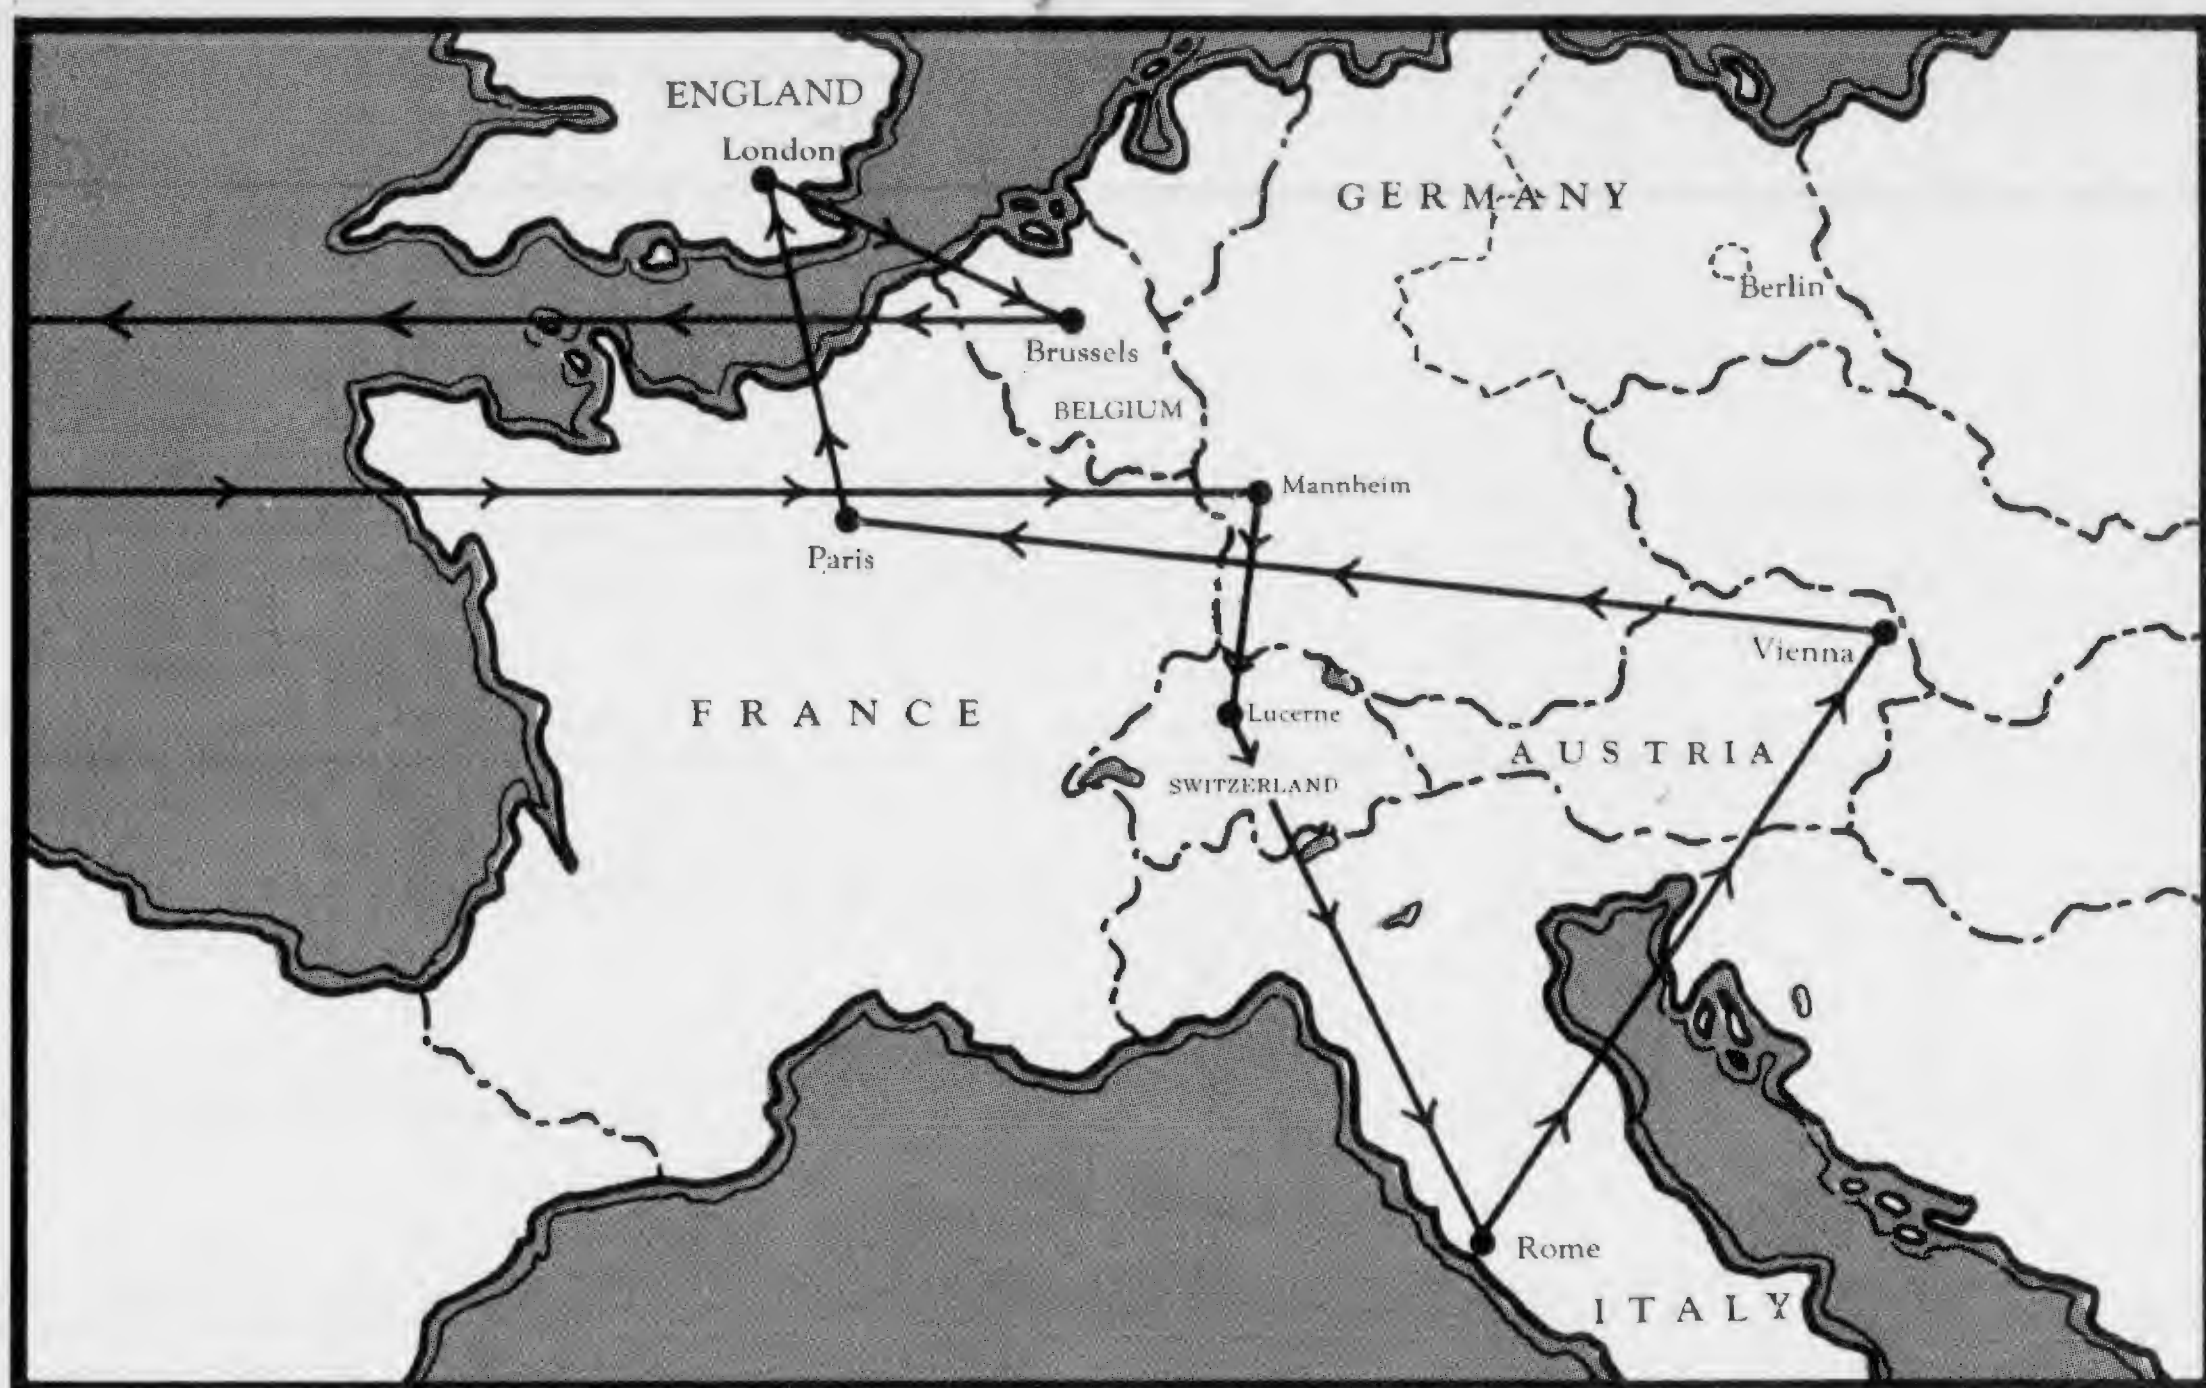 ENGLAND
London
GERMANY
Berlin
Brussels
BELGIUM
Mannheim
Paris
Vienna
FRANCE
Lucerne
AUSTRIA
SWITZERLAND
Rome
ITALY